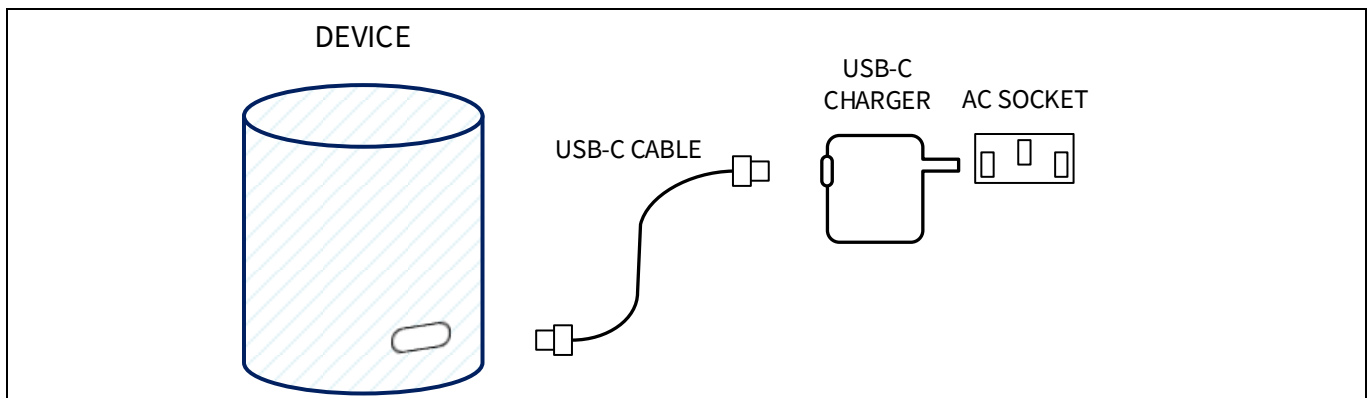 DEVICE
USB-C CABLE
USB-C
CHARGER
AC SOCKET